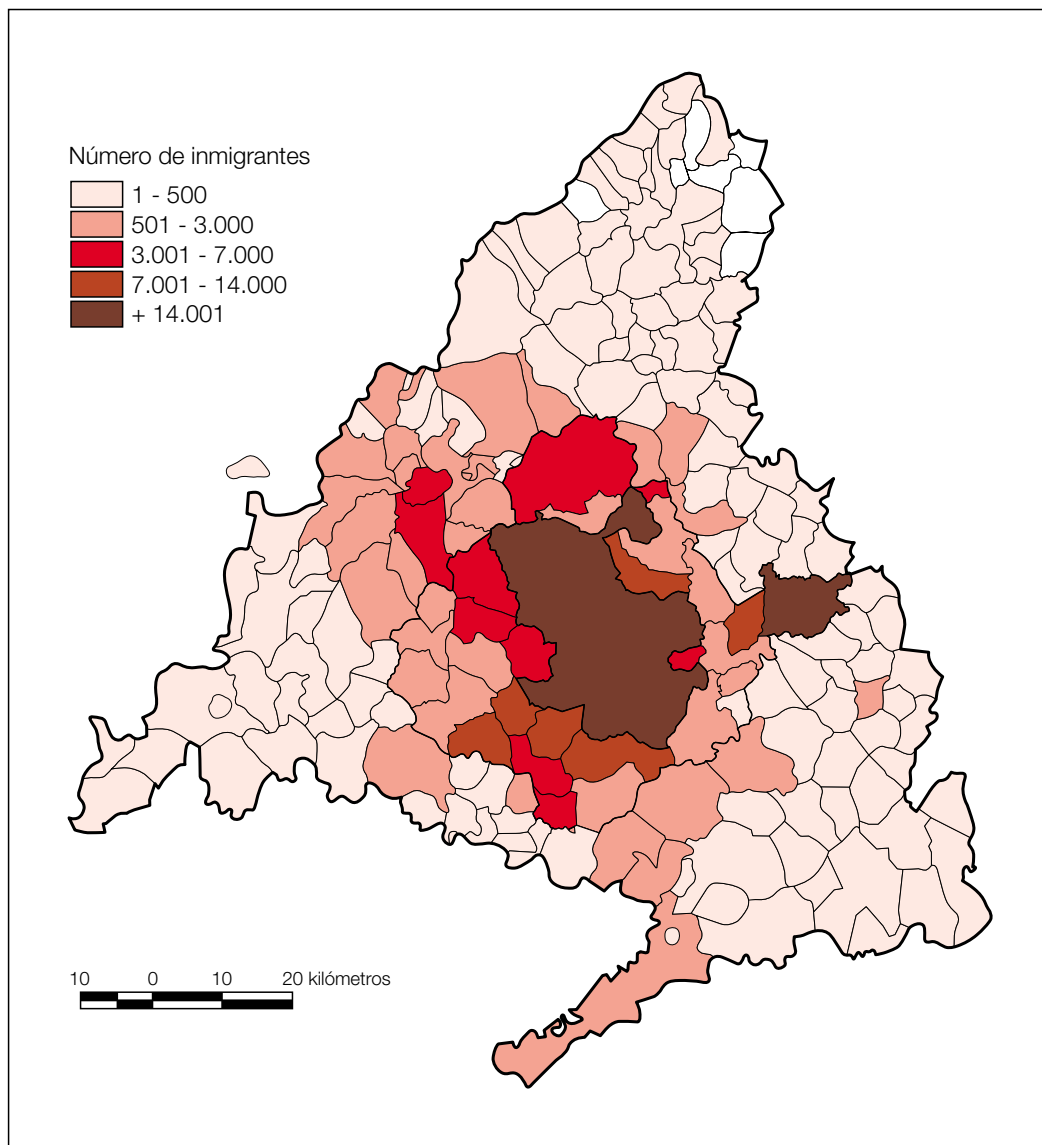 Número de inmigrantes
1 - 500
501 - 3.000
3.001 - 7.000
7.001 - 14.000
+ 14.001
10 0 10 20 kilómetros